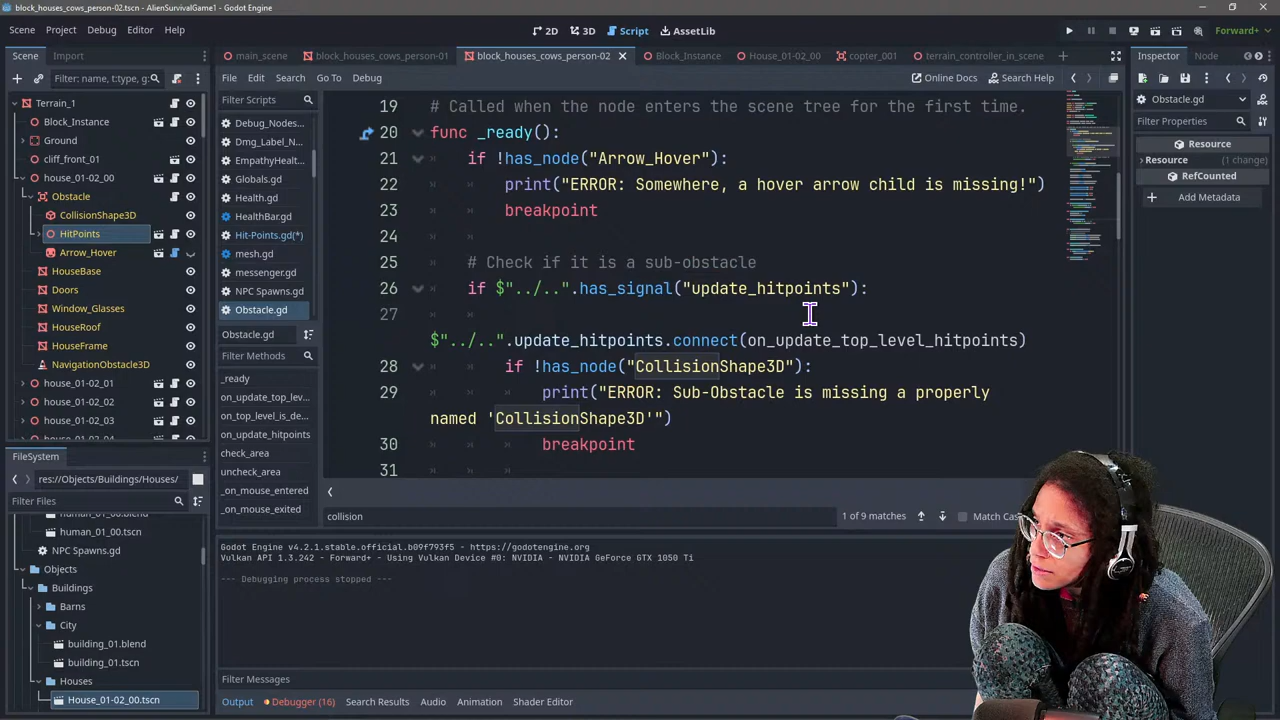 block_houses_cows_person-02.tscn - AlienSurvivalGame1 - Godot Engine
Scene Project Debug Editor Help
2D 3D Script AssetLib
Forward+
Scene Import
main_scene block_houses_cows_person-01 block_houses_cows_person-02 Block_Instance House_01-02_00 copter_001 terrain_controller_in_scene
Inspector Node
Filter: name, t:type, g:
File Edit Search Go To Debug
Online Docs Search Help
Terrain_1
Block_Instance
Ground
cliff_front_01
house_01-02_00
Obstacle
CollisionShape3D
HitPoints
Arrow_Hover
HouseBase
Doors
Window_Glasses
HouseRoof
HouseFrame
NavigationObstacle3D
house_01-02_01
house_01-02_02
house_01-02_03
house_01-02_04
FileSystem
res://Objects/Buildings/Houses/
Filter Files
human_01_00.blend
human_01_00.tscn
NPC Spawns.gd
Objects
Buildings
Barns
City
building_01.blend
building_01.tscn
Houses
House_01-02_00.tscn
Filter Scripts
Debug_Nodes...
Dmg_Label_N...
EmpathyHealt...
Globals.gd
Health.gd
HealthBar.gd
Hit-Points.gd(*)
mesh.gd
messenger.gd
NPC Spawns.gd
Obstacle.gd
Obstacle.gd
Filter Methods
_ready
on_update_top_lev...
on_top_level_is_de...
on_update_hitpoints
check_area
uncheck_area
_on_mouse_entered
_on_mouse_exited
19 # Called when the node enters the scene tree for the first time.
20 func _ready():
21 if !has_node("Arrow_Hover"):
22 print("ERROR: Somewhere, a hover arrow child is missing!")
23 breakpoint
24
25 # Check if it is a sub-obstacle
26 if $"../..".has_signal("update_hitpoints"):
27
$"../..".update_hitpoints.connect(on_update_top_level_hitpoints)
28 if !has_node("CollisionShape3D"):
29 print("ERROR: Sub-Obstacle is missing a properly
named 'CollisionShape3D'")
30 breakpoint
31
collision
1 of 9 matches
Match Cas
Godot Engine v4.2.1.stable.official.b09f793f5 - https://godotengine.org
Vulkan API 1.3.242 - Forward+ - Using Vulkan Device #0: NVIDIA - NVIDIA GeForce GTX 1050 Ti
--- Debugging process stopped ---
Filter Messages
Output Debugger (16) Search Results Audio Animation Shader Editor
Obstacle.gd
Filter Properties
Resource
Resource (1 change)
RefCounted
Add Metadata